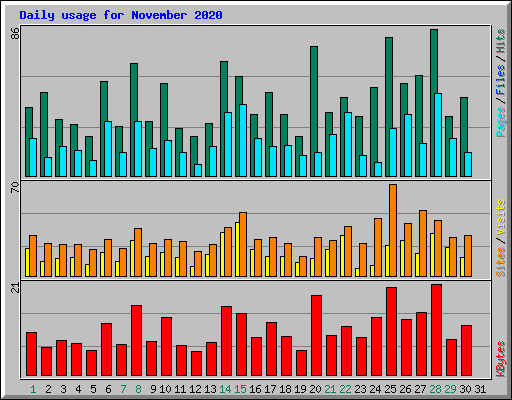 Daily usage for November 2020
86
Pages / Files / Hits
70
Sites / Visits
21
KBytes
1 2 3 4 5 6 7 8 9 10 11 12 13 14 15 16 17 18 19 20 21 22 23 24 25 26 27 28 29 30 31